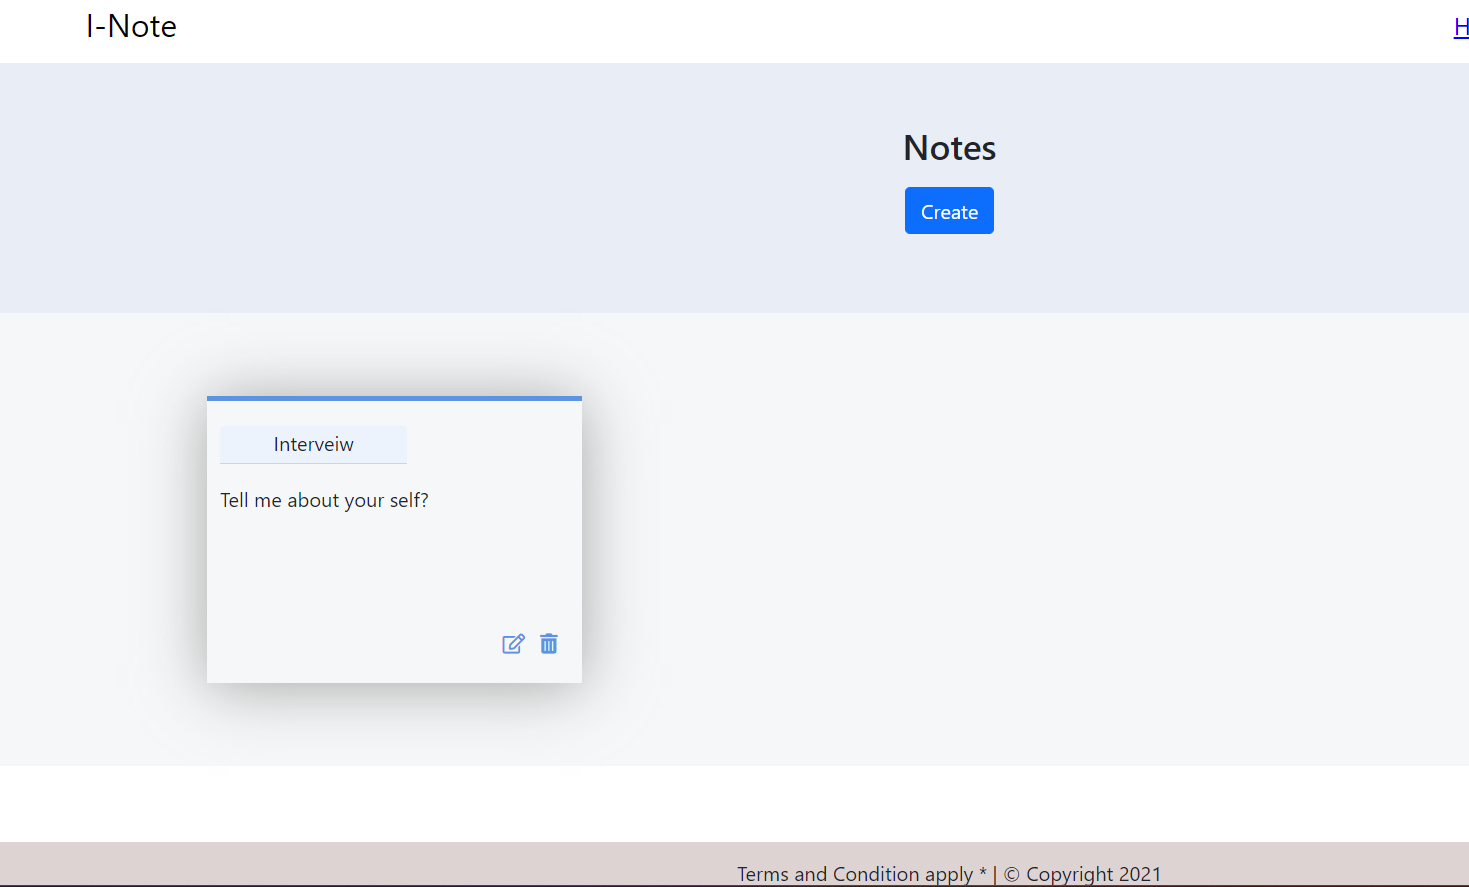 I-Note
H
Notes
Create
Interveiw
Tell me about your self?
Terms and Condition apply * | © Copyright 2021